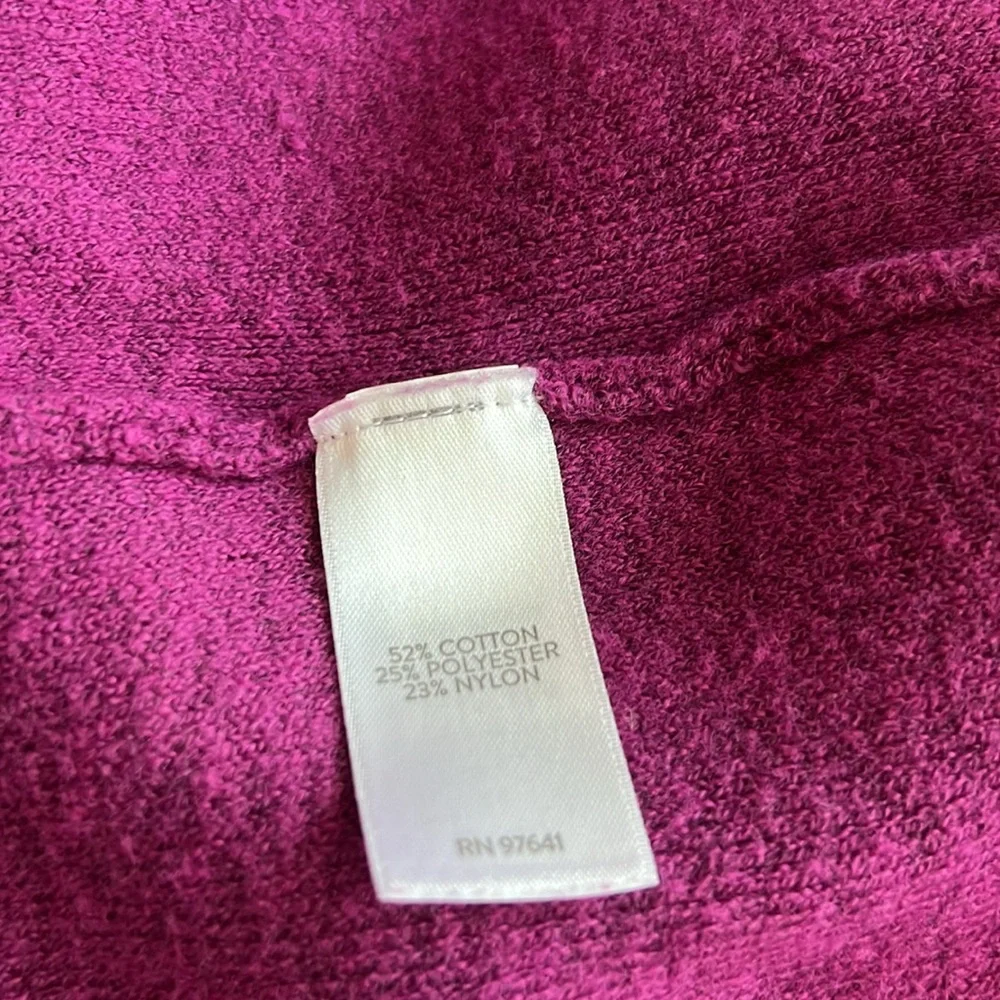 52% COTTON
25% POLYESTER
23% NYLON
RN 97641